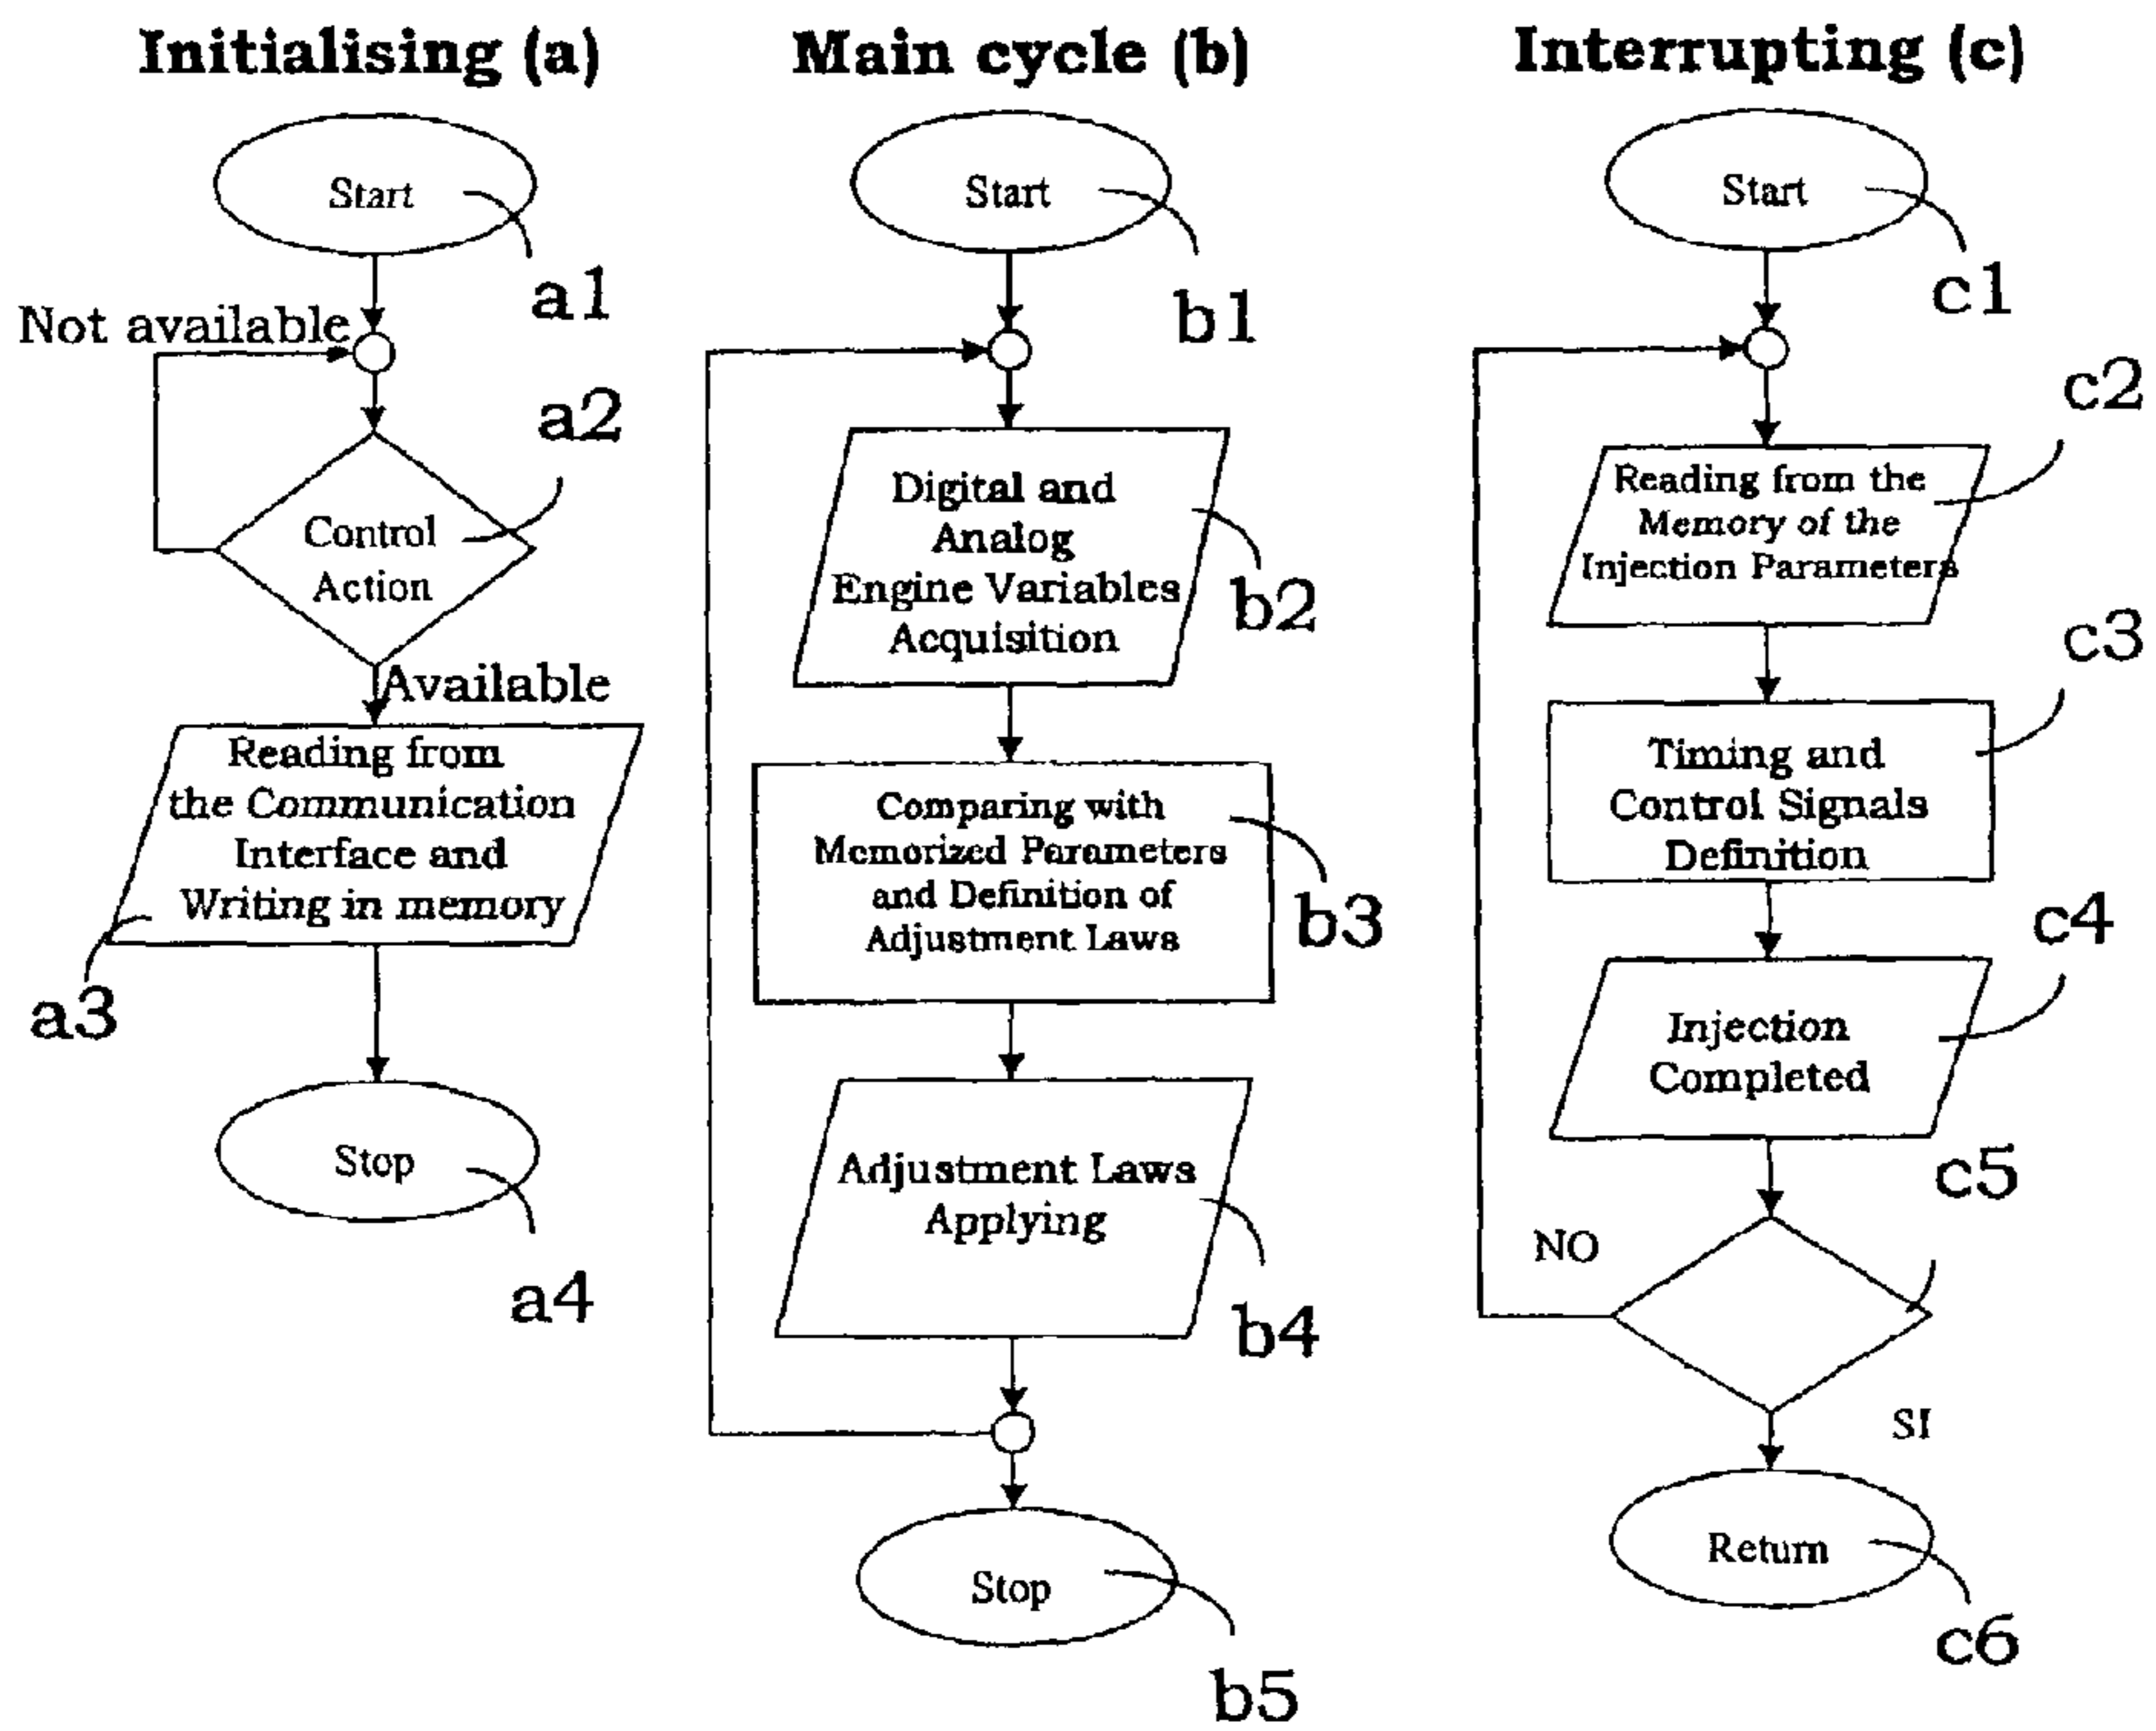 Initialising (a)
Start
a1
Not available
a2
Control
Action
Available
Reading from
the Communication
Interface and
Writing in memory
a3
Stop
a4
Main cycle (b)
Start
b1
Digital and
Analog
Engine Variables
Acquisition
b2
Comparing with
Memorized Parameters
and Definition of
Adjustment Laws
b3
Adjustment Laws
Applying
b4
Stop
b5
Interrupting (c)
Start
c1
c2
Reading from the
Memory of the
Injection Parameters
c3
Timing and
Control Signals
Definition
c4
Injection
Completed
c5
NO
SI
Return
c6